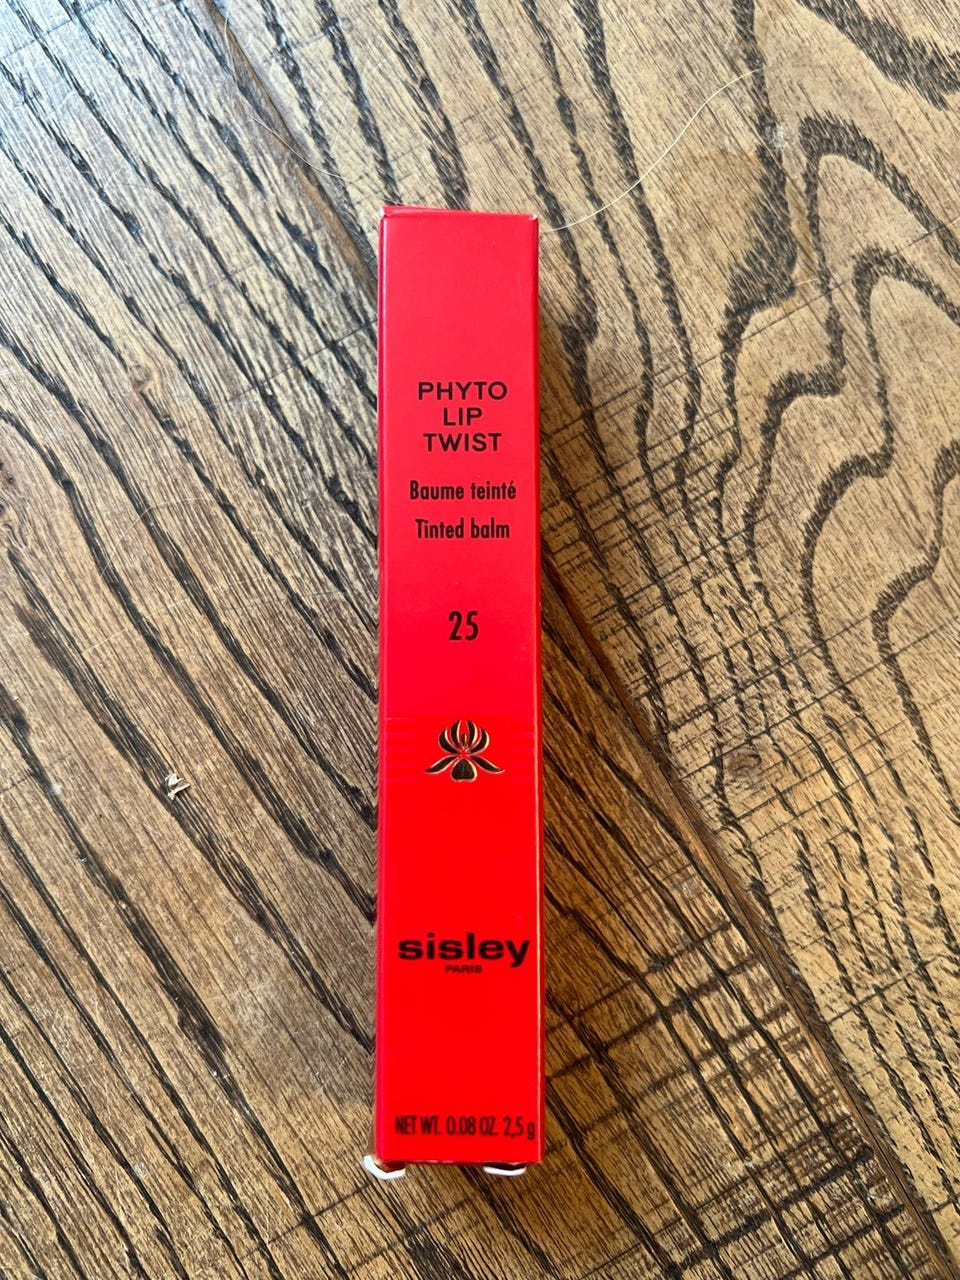 PHYTO
LIP
TWIST
Baume teinté
Tinted balm
25
sisley
PARIS
NET WT. 0.08 OZ. 2,5 g